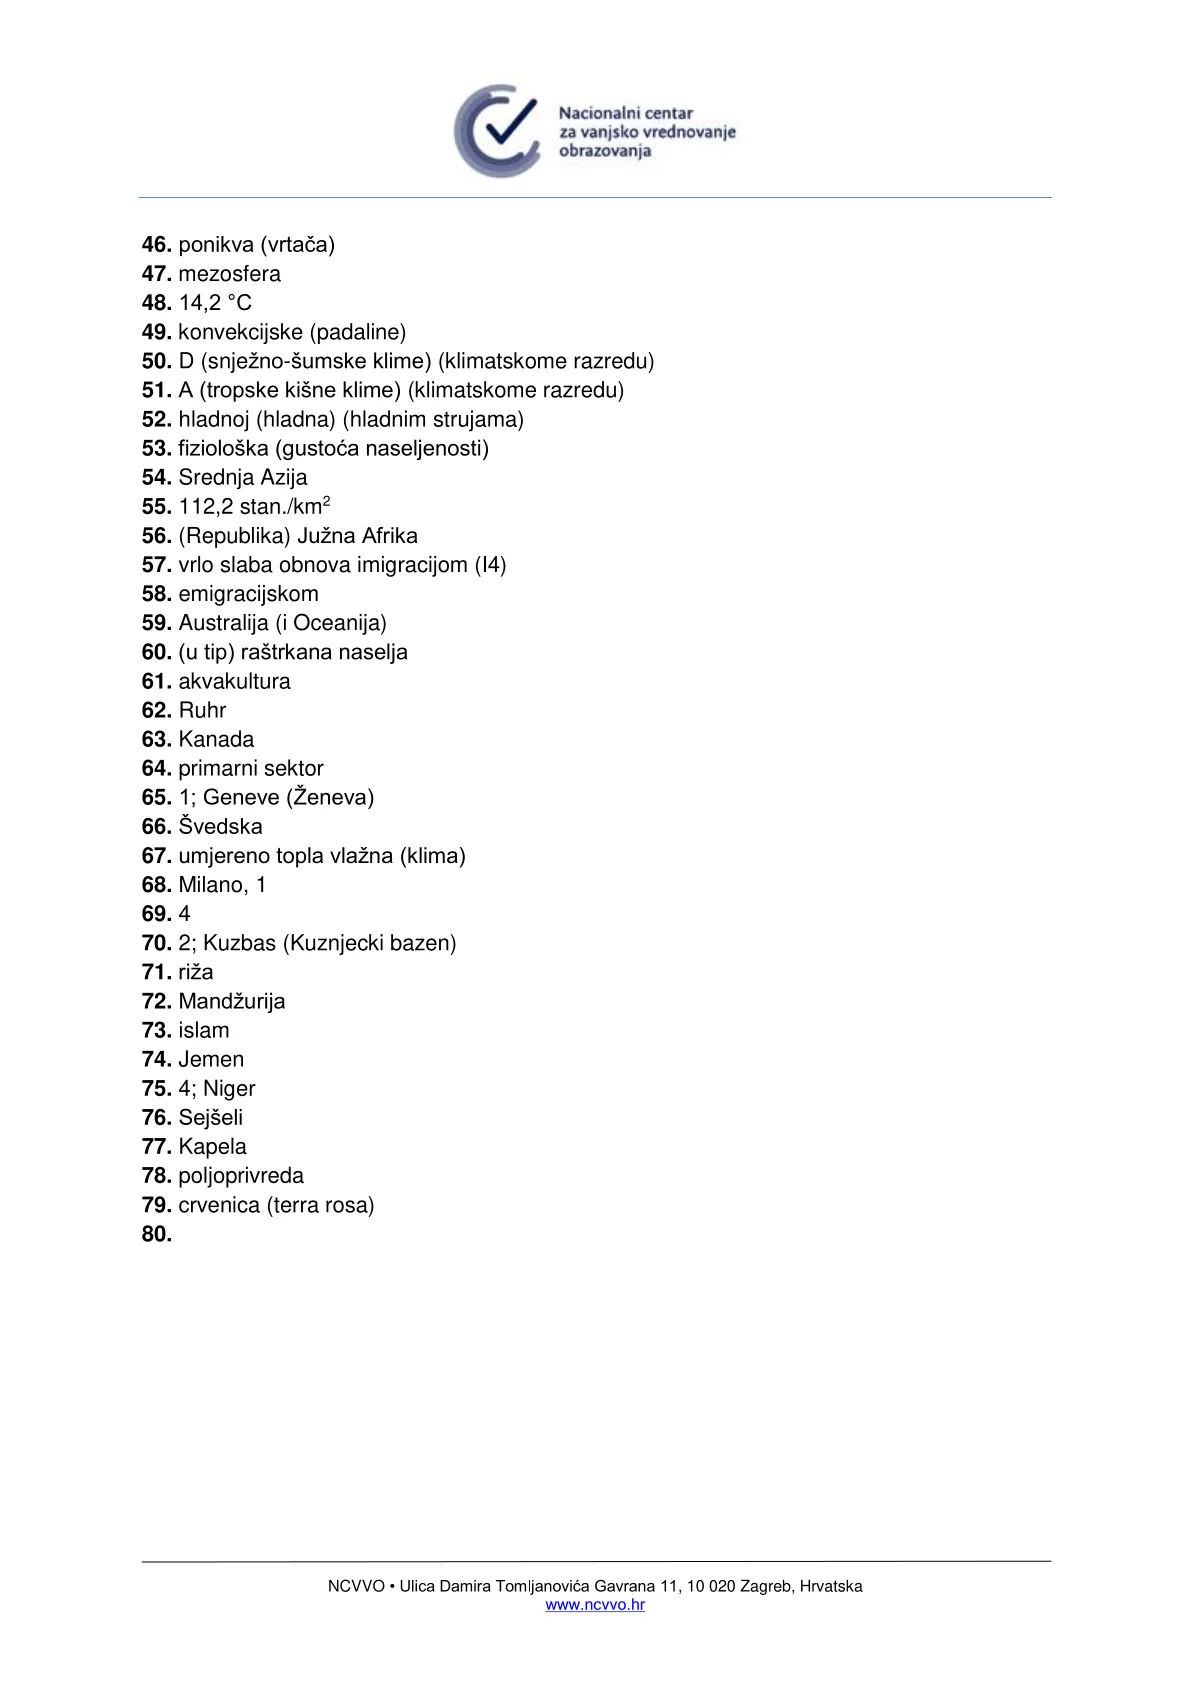 Nacionalni centar
za vanjsko vrednovanje
obrazovanja
46. ponikva (vrtača)
47. mezosfera
48. 14,2 °C
49. konvekcijske (padaline)
50. D (snježno-šumske klime) (klimatskome razredu)
51. A (tropske kišne klime) (klimatskome razredu)
52. hladnoj (hladna) (hladnim strujama)
53. fiziološka (gustoća naseljenosti)
54. Srednja Azija
55. 112,2 stan./km²
56. (Republika) Južna Afrika
57. vrlo slaba obnova imigracijom (I4)
58. emigracijskom
59. Australija (i Oceanija)
60. (u tip) raštrkana naselja
61. akvakultura
62. Ruhr
63. Kanada
64. primarni sektor
65. 1; Geneve (Ženeva)
66. Švedska
67. umjereno topla vlažna (klima)
68. Milano, 1
69. 4
70. 2; Kuzbas (Kuznjecki bazen)
71. riža
72. Mandžurija
73. islam
74. Jemen
75. 4; Niger
76. Sejšeli
77. Kapela
78. poljoprivreda
79. crvenica (terra rosa)
80.
NCVVO • Ulica Damira Tomljanovića Gavrana 11, 10 020 Zagreb, Hrvatska
www.ncvvo.hr